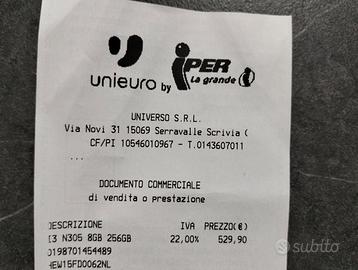 unieuro by iPER
La grande i
UNIVERSO S.R.L.
Via Novi 31 15069 Serravalle Scrivia (
CF/PI 10546010967 - T.0143607011
DOCUMENTO COMMERCIALE
di vendita o prestazione
DESCRIZIONE IVA PREZZO(€)
I3 N305 8GB 256GB 22,00% 529,90
0198701454489
HEW15FD0062NL
subito